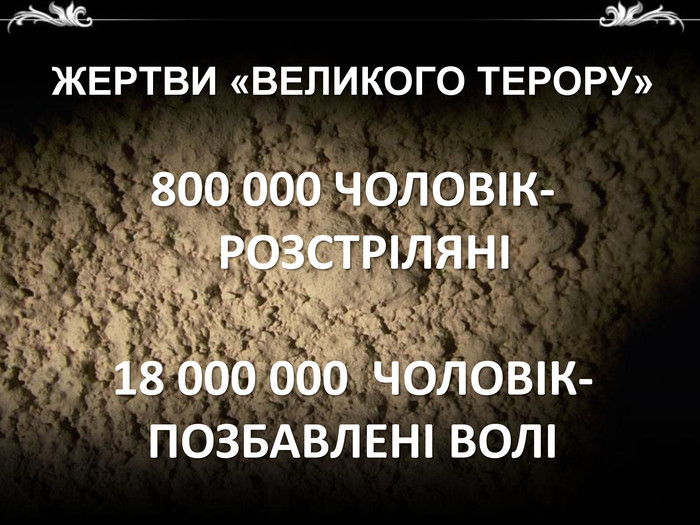 ЖЕРТВИ «ВЕЛИКОГО ТЕРОРУ»
800 000 ЧОЛОВІК-
РОЗСТРІЛЯНІ
18 000 000 ЧОЛОВІК-
ПОЗБАВЛЕНІ ВОЛІ